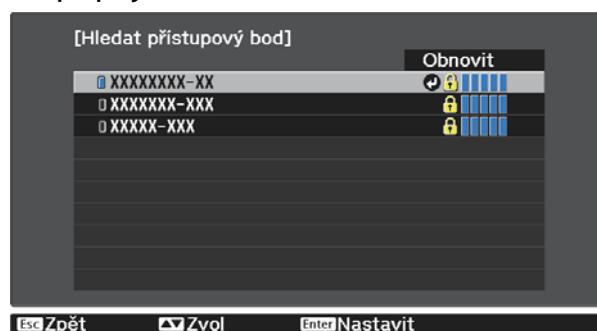 [Hledat přístupový bod]
Obnovit
XXXXXXXX-XX
XXXXXXX-XXX
XXXXX-XXX
Esc Zpět Zvol Enter Nastavit